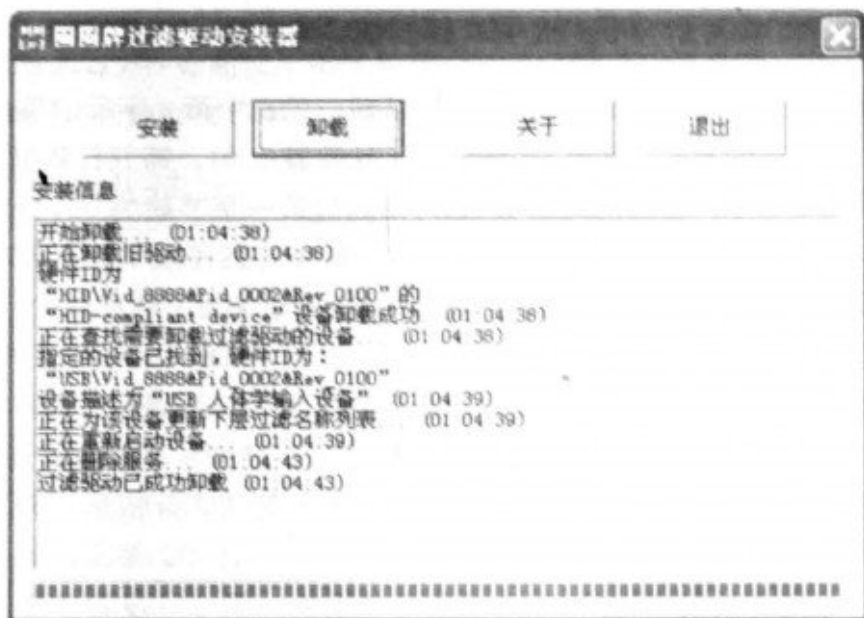 圈圈牌过滤驱动安装器
安装 卸载 关于 退出
安装信息
开始卸载... (01:04:38)
正在卸载旧驱动... (01:04:38)
硬件ID为
“HID\Vid_8888&Pid_0002&Rev_0100”的
“HID-compliant device”设备卸载成功 (01:04:38)
正在查找需要卸载过滤驱动的设备... (01:04:38)
指定的设备已找到，硬件ID为：
“USB\Vid_8888&Pid_0002&Rev_0100”
设备描述为“USB 人体学输入设备” (01:04:39)
正在为该设备更新下层过滤名称列表... (01:04:39)
正在重新启动设备... (01:04:39)
正在删除服务... (01:04:43)
过滤驱动已成功卸载 (01:04:43)